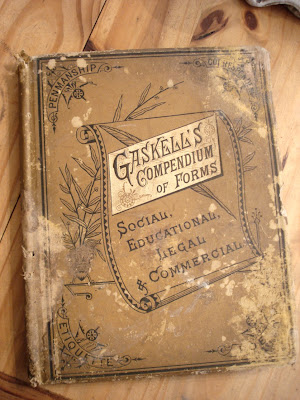 PENMANSHIP
GASKELL'S
COMPENDIUM
OF FORMS
SOCIAL,
EDUCATIONAL,
LEGAL
& COMMERCIAL
ETIQUETTE